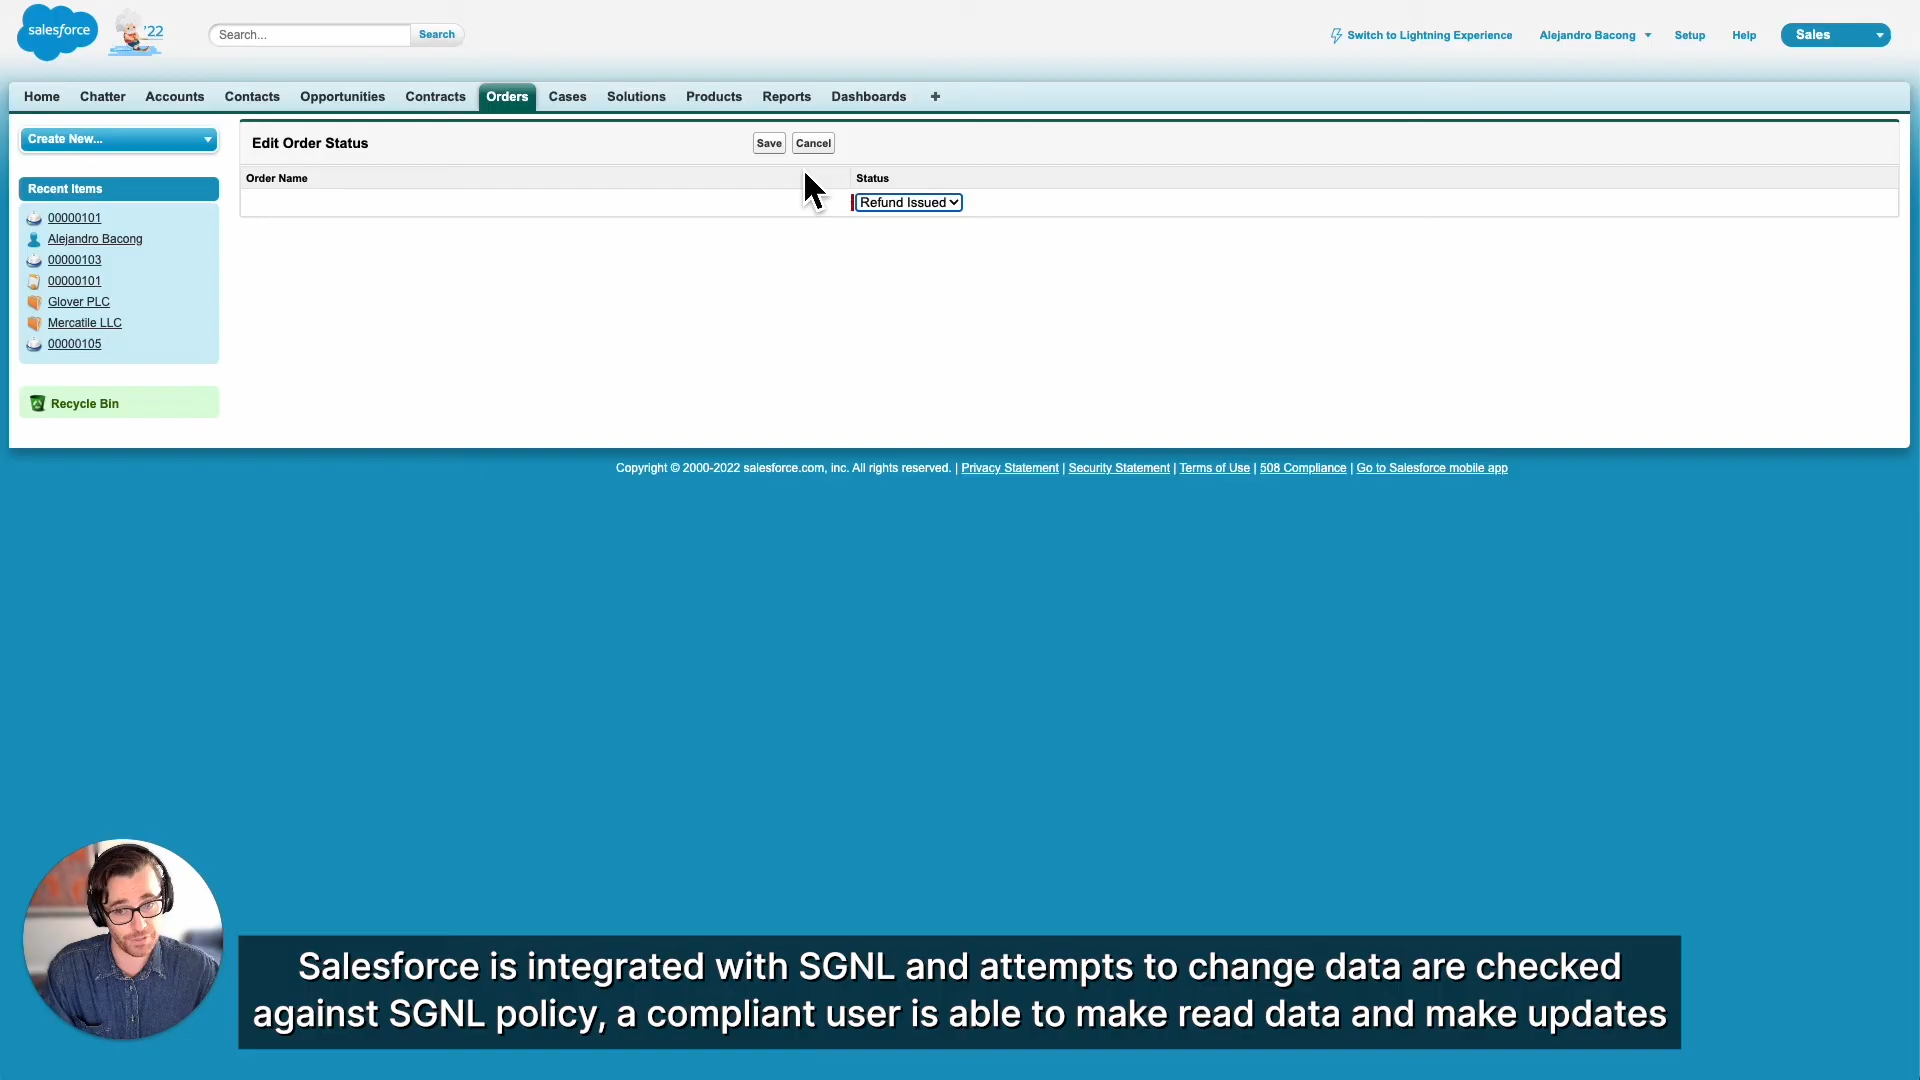 salesforce
'22
Search...
Search
Switch to Lightning Experience
Alejandro Bacong
Setup
Help
Sales
Home
Chatter
Accounts
Contacts
Opportunities
Contracts
Orders
Cases
Solutions
Products
Reports
Dashboards
+
Create New...
Recent Items
00000101
Alejandro Bacong
00000103
00000101
Glover PLC
Mercatile LLC
00000105
Recycle Bin
Edit Order Status
Save
Cancel
Order Name
Status
Refund Issued
Copyright © 2000-2022 salesforce.com, inc. All rights reserved. | Privacy Statement | Security Statement | Terms of Use | 508 Compliance | Go to Salesforce mobile app
Salesforce is integrated with SGNL and attempts to change data are checked
against SGNL policy, a compliant user is able to make read data and make updates